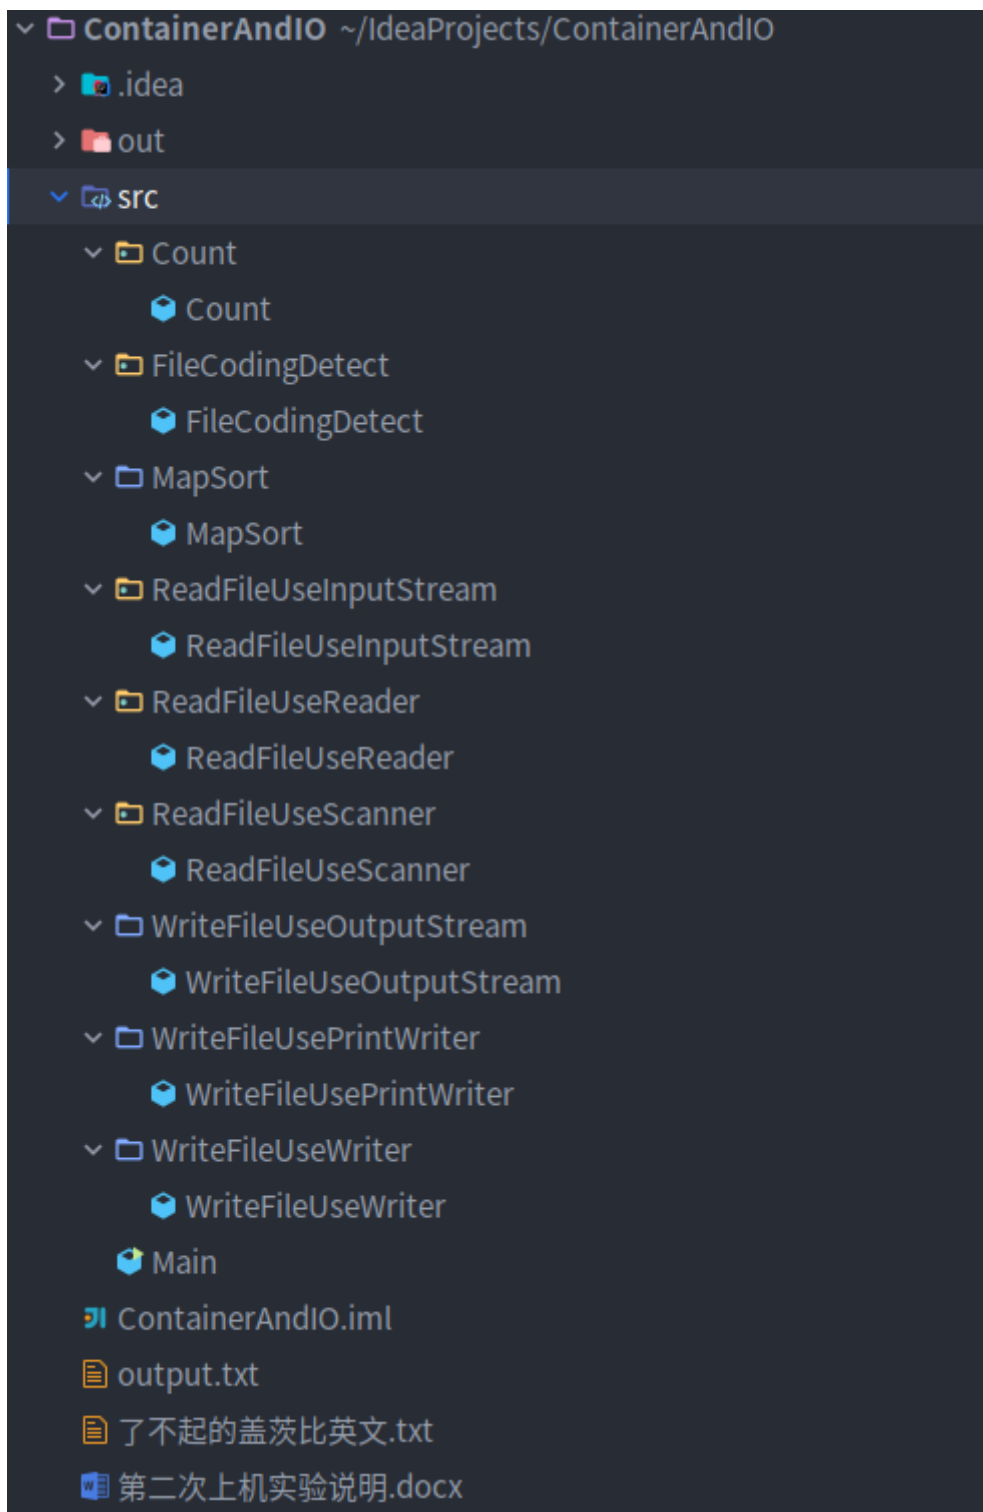 ContainerAndIO ~/IdeaProjects/ContainerAndIO
.idea
out
src
Count
Count
FileCodingDetect
FileCodingDetect
MapSort
MapSort
ReadFileUseInputStream
ReadFileUseInputStream
ReadFileUseReader
ReadFileUseReader
ReadFileUseScanner
ReadFileUseScanner
WriteFileUseOutputStream
WriteFileUseOutputStream
WriteFileUsePrintWriter
WriteFileUsePrintWriter
WriteFileUseWriter
WriteFileUseWriter
Main
ContainerAndIO.iml
output.txt
了不起的盖茨比英文.txt
第二次上机实验说明.docx